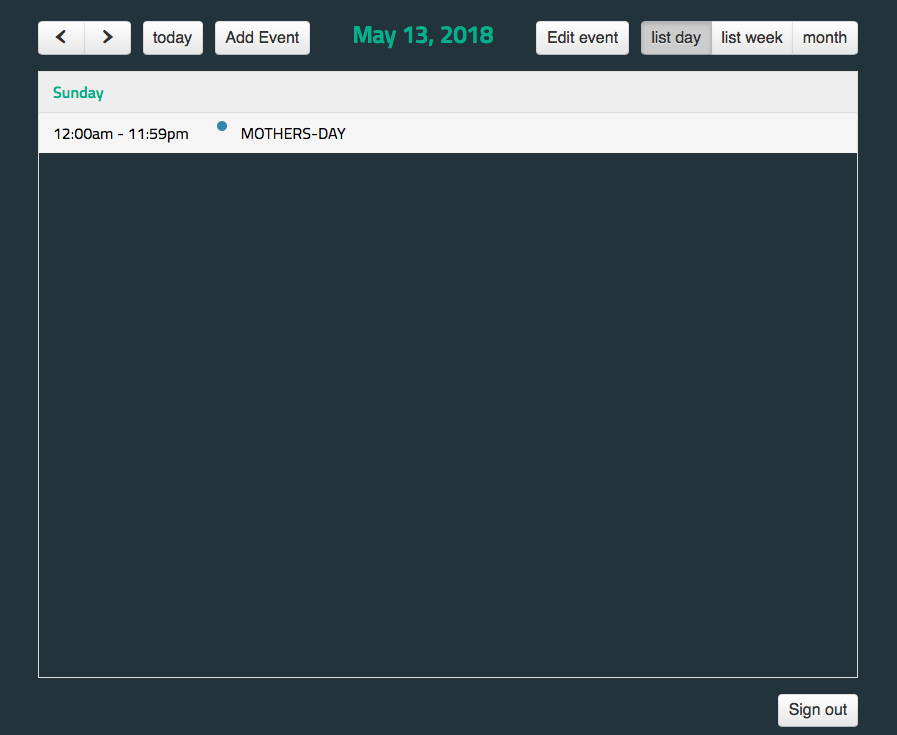 today Add Event May 13, 2018 Edit event list day list week month
Sunday
12:00am - 11:59pm MOTHERS-DAY
Sign out